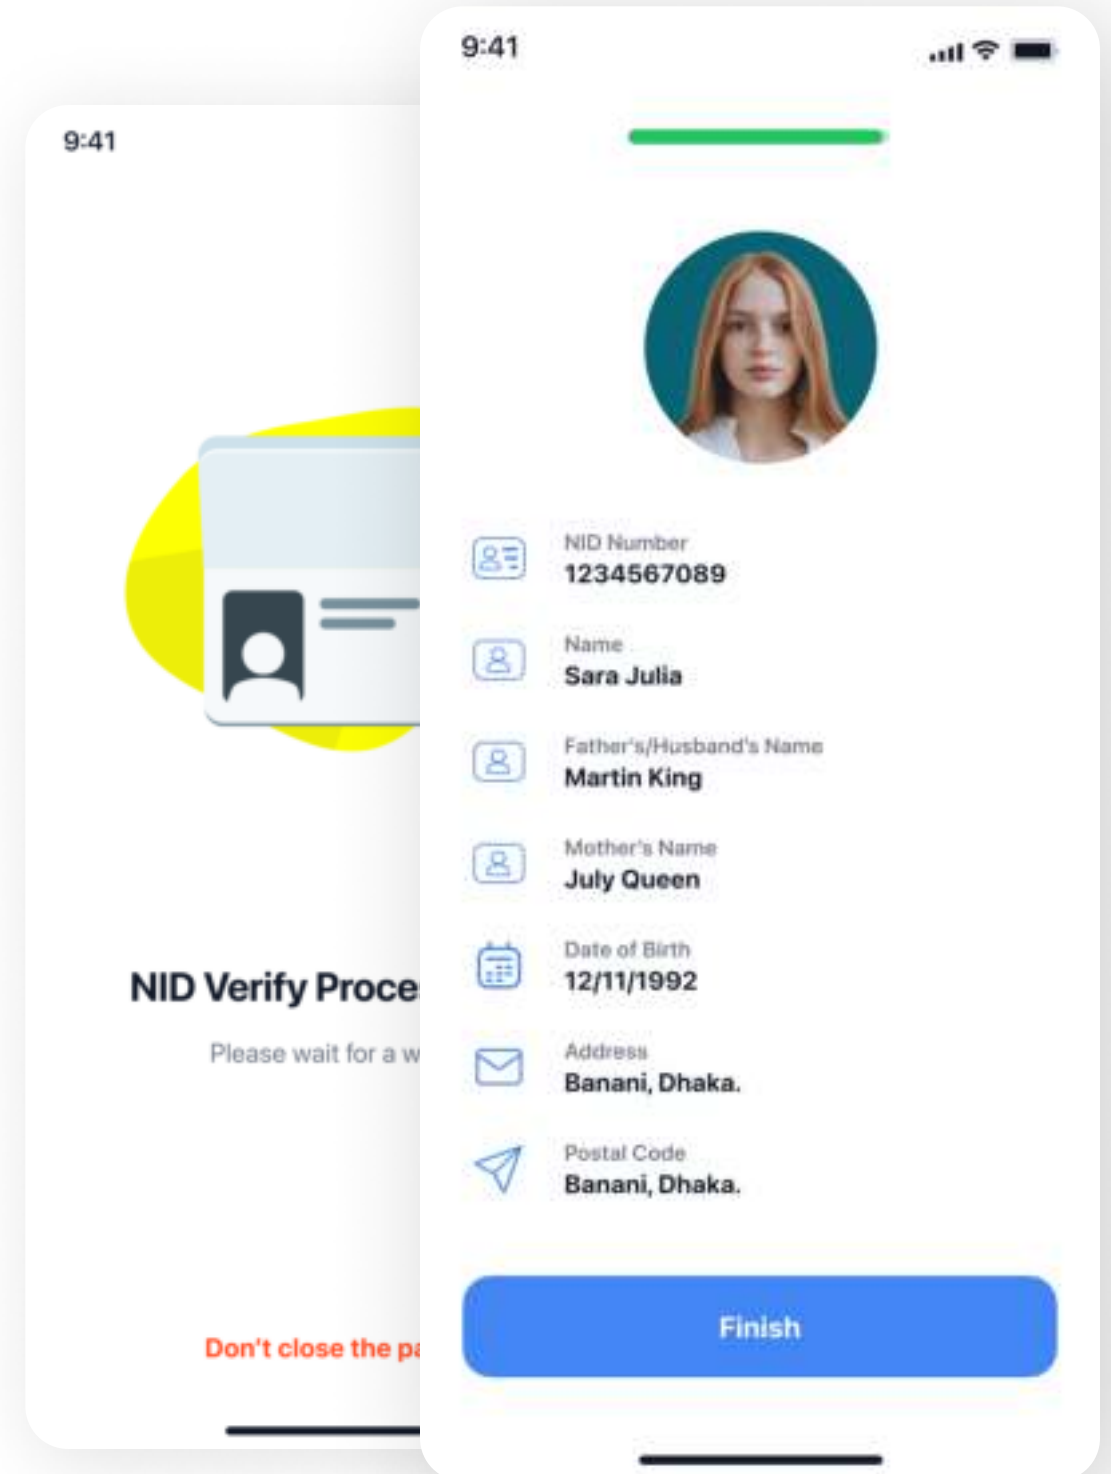 9:41
NID Verify Proce
Please wait for a w
Don't close the pa
9:41
NID Number
1234567089
Name
Sara Julia
Father's/Husband's Name
Martin King
Mother's Name
July Queen
Date of Birth
12/11/1992
Address
Banani, Dhaka.
Postal Code
Banani, Dhaka.
Finish